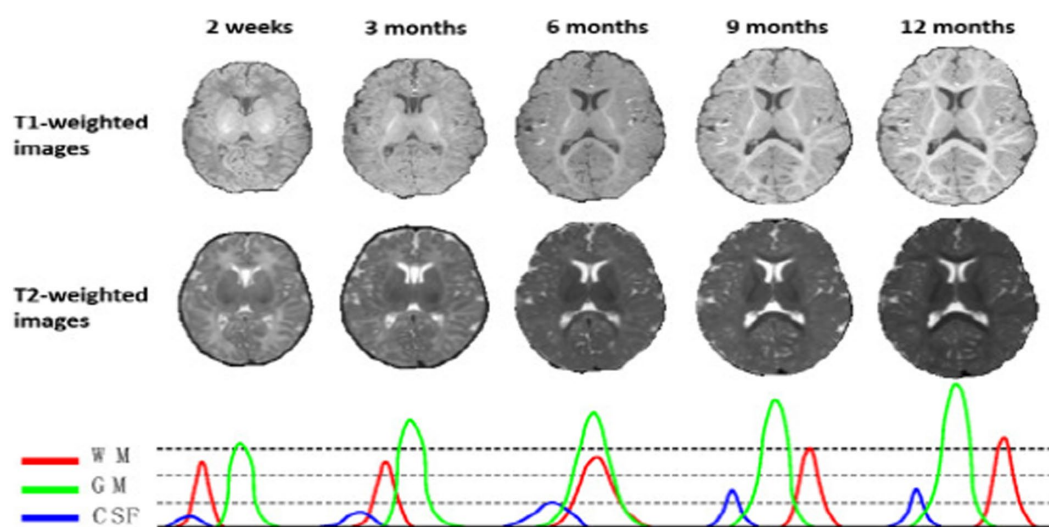 2 weeks 3 months 6 months 9 months 12 months
T1-weighted
images
T2-weighted
images
W M
G M
CSF